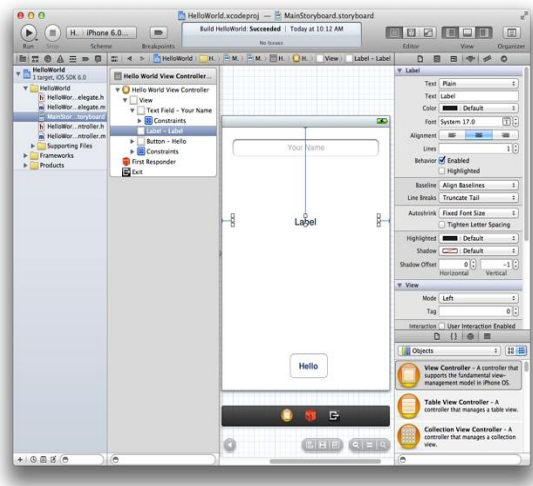 HelloWorld.xcodeproj — MainStoryboard.storyboard
Run
Stop
Scheme
Breakpoints
H... › iPhone 6.0...
Build HelloWorld: Succeeded | Today at 10:12 AM
No Issues
Editor
View
Organizer
HelloWorld
1 target, iOS SDK 6.0
HelloWorld
HelloWor...elegate.h
HelloWor...elegate.m
MainStor...toryboard
HelloWor...ntroller.h
HelloWor...ntroller.m
Supporting Files
Frameworks
Products
HelloWorld › H... › M... › M... › H... › H... › View › Label - Label
Hello World View Controller...
Hello World View Controller
View
Text Field - Your Name
Constraints
Label - Label
Button - Hello
Constraints
First Responder
Exit
Your Name
Label
Hello
Label
Text Plain
Text Label
Color Default
Font System 17.0
Alignment
Lines 1
Behavior Enabled
Highlighted
Baseline Align Baselines
Line Breaks Truncate Tail
Autoshrink Fixed Font Size
Tighten Letter Spacing
Highlighted Default
Shadow Default
Shadow Offset 0 -1
Horizontal Vertical
View
Mode Left
Tag 0
Interaction User Interaction Enabled
Objects
View Controller - A controller that
supports the fundamental view-
management model in iPhone OS.
Table View Controller - A
controller that manages a table view.
Collection View Controller - A
controller that manages a collection
view.